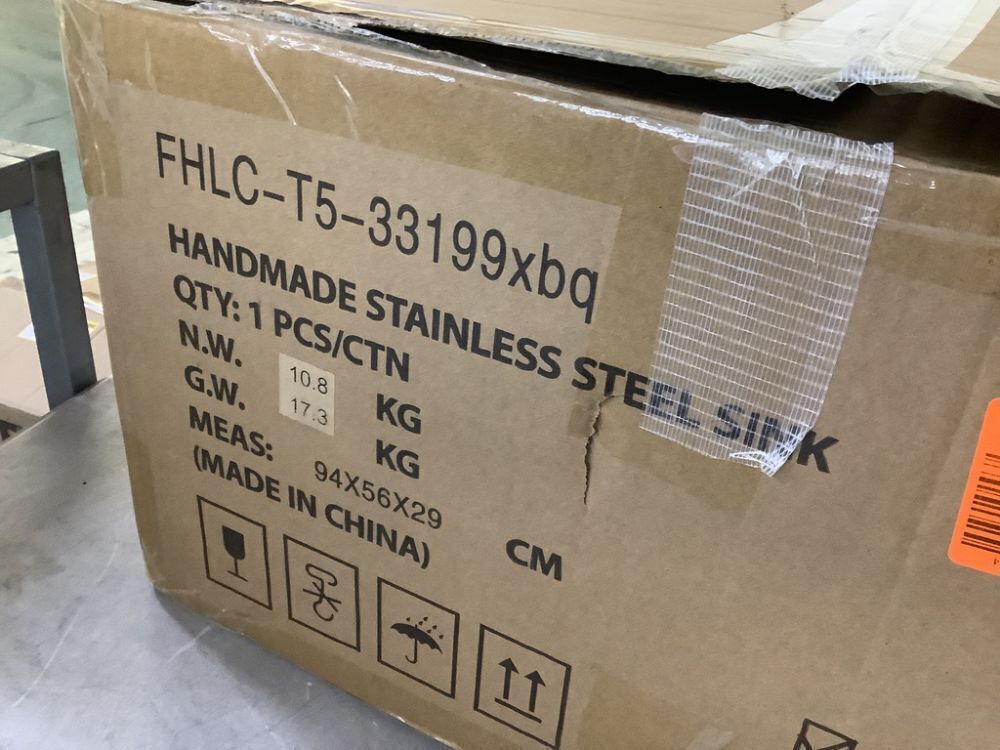 FHLC-T5-33199xbq
HANDMADE STAINLESS STEEL SINK
QTY: 1 PCS/CTN
N.W. 10.8 KG
G.W. 17.3 KG
MEAS: 94X56X29 CM
(MADE IN CHINA)